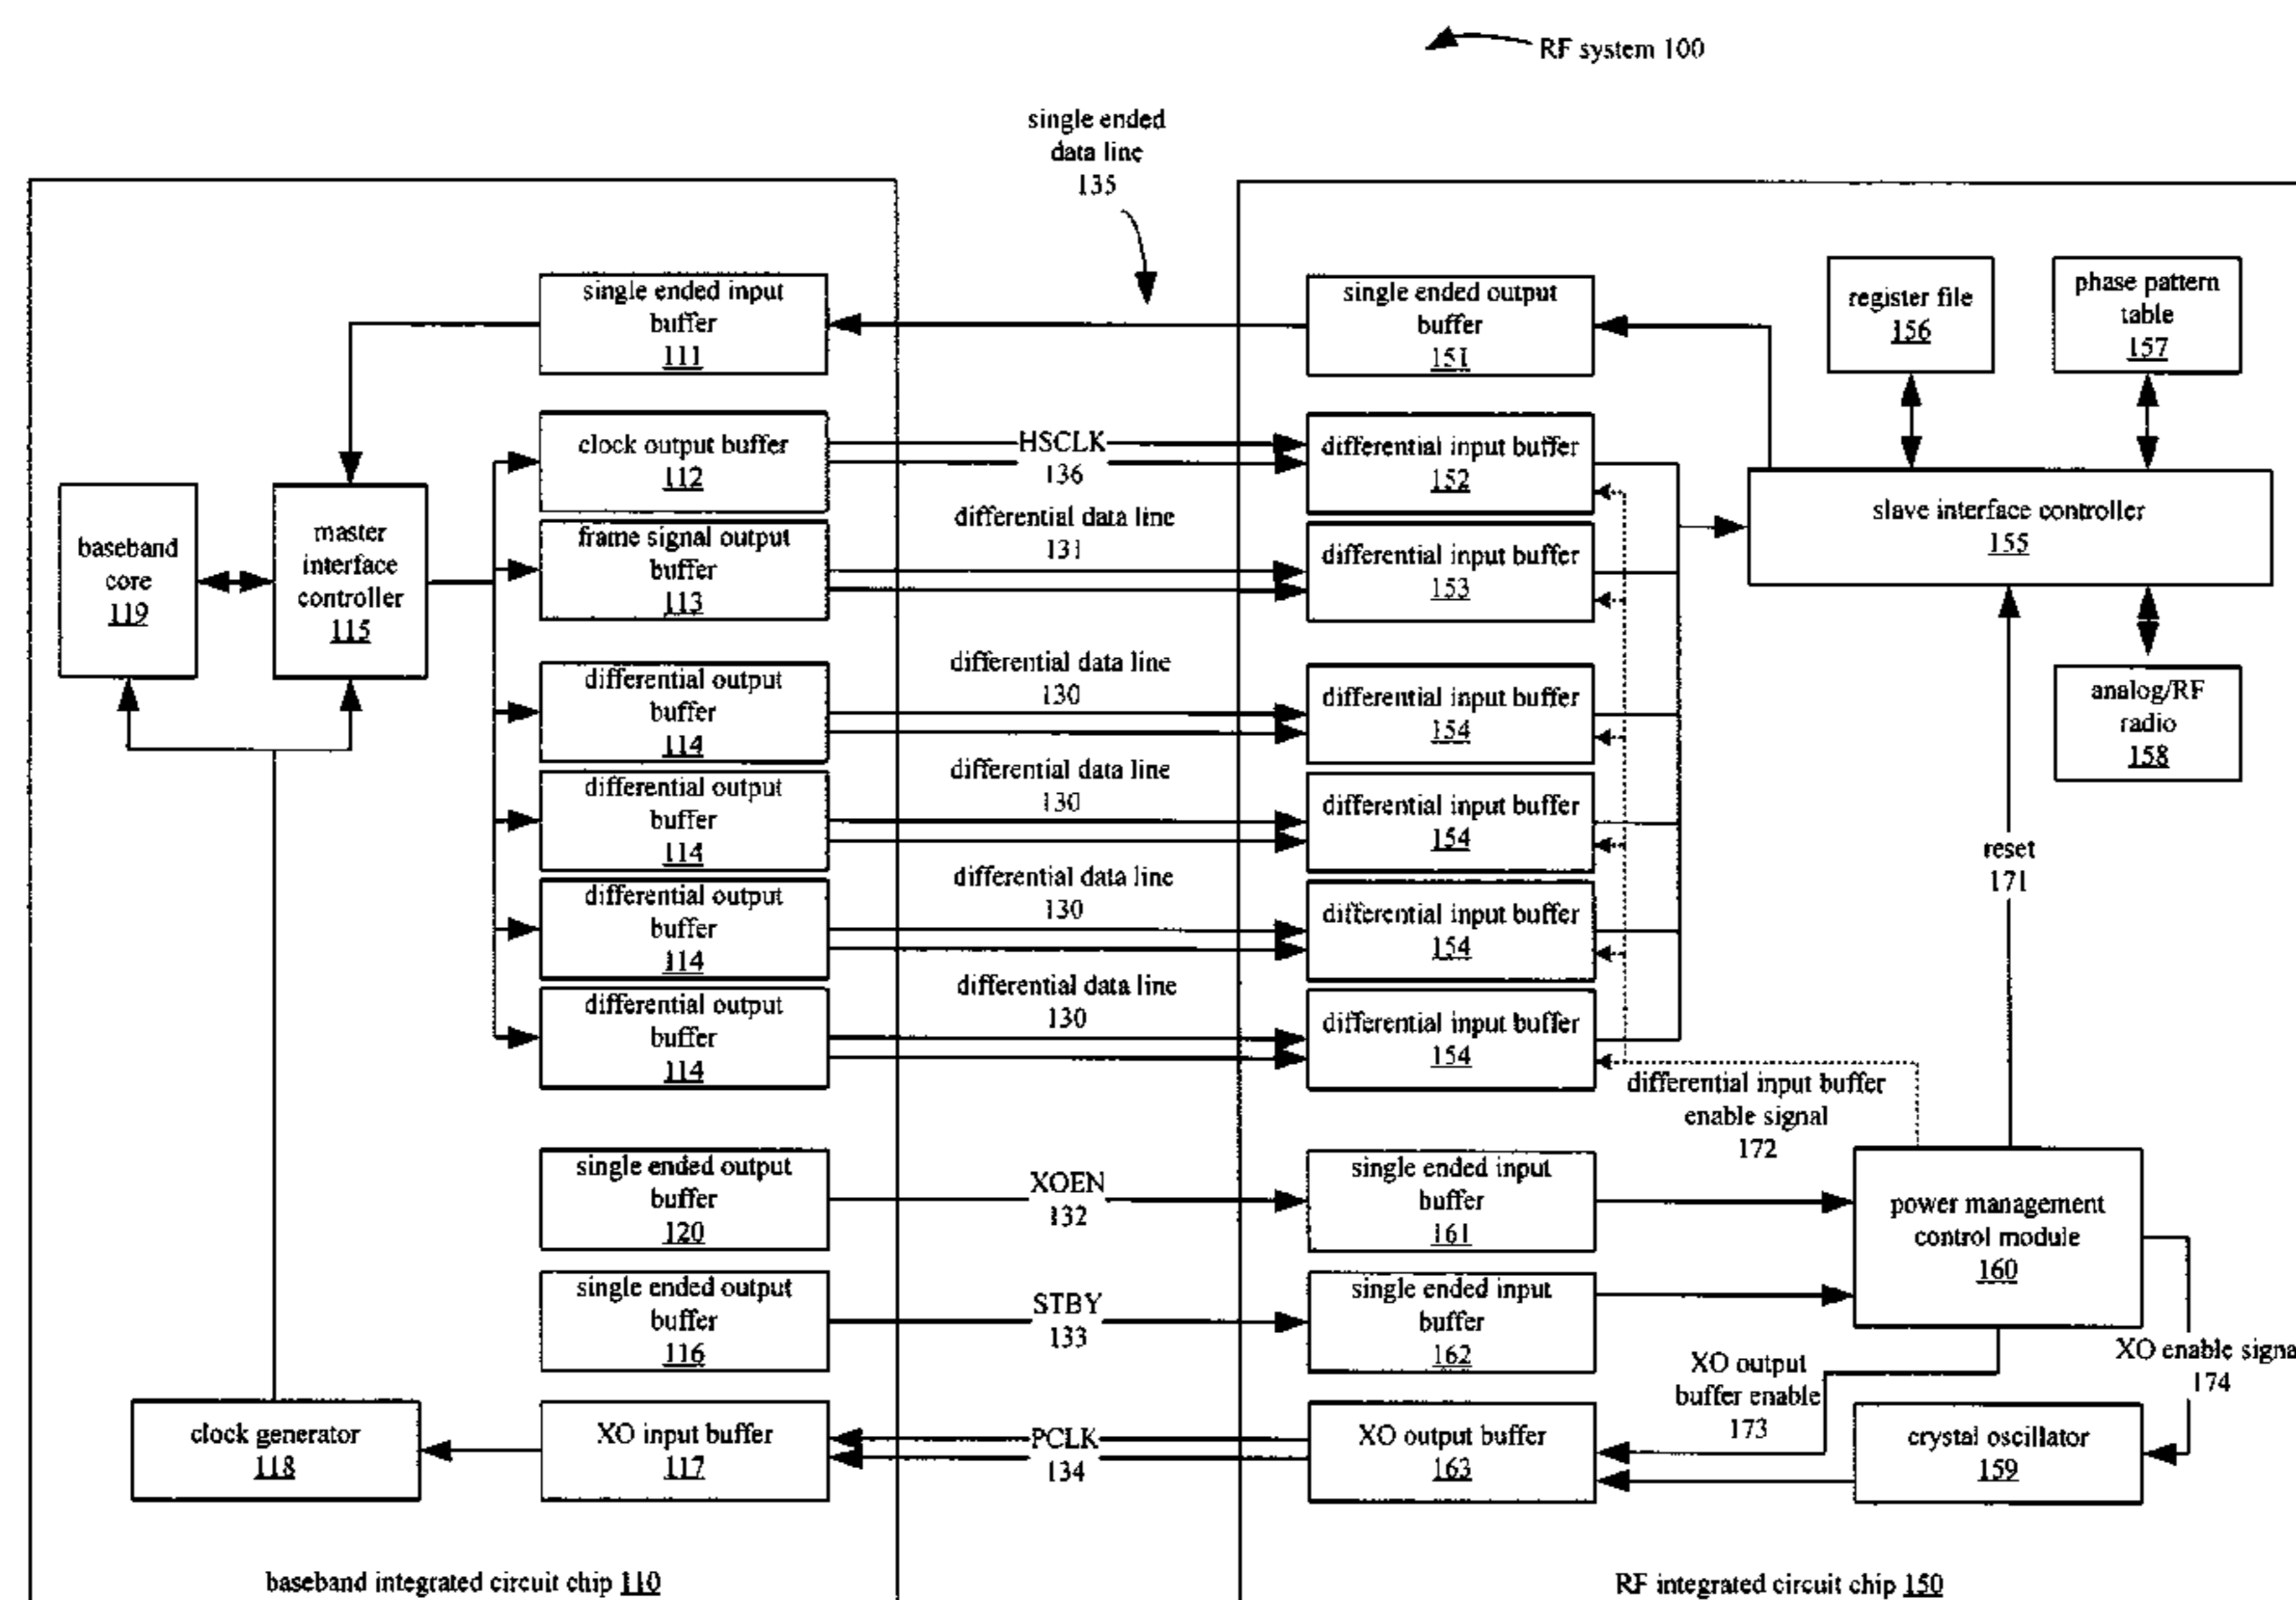 RF system 100
single ended
data line
135
single ended input
buffer
111
single ended output
buffer
151
register file
156
phase pattern
table
157
clock output buffer
112
HSCLK
136
differential input buffer
152
slave interface controller
155
baseband
core
119
master
interface
controller
115
frame signal output
buffer
113
differential data line
131
differential input buffer
153
differential output
buffer
114
differential data line
130
differential input buffer
154
analog/RF
radio
158
differential output
buffer
114
differential data line
130
differential input buffer
154
reset
171
differential output
buffer
114
differential data line
130
differential input buffer
154
differential output
buffer
114
differential data line
130
differential input buffer
154
differential input buffer
enable signal
172
single ended output
buffer
120
XOEN
132
single ended input
buffer
161
power management
control module
160
single ended output
buffer
116
STBY
133
single ended input
buffer
162
XO output
buffer enable
173
XO enable signa
174
clock generator
118
XO input buffer
117
PCLK
134
XO output buffer
163
crystal oscillator
159
baseband integrated circuit chip 110
RF integrated circuit chip 150